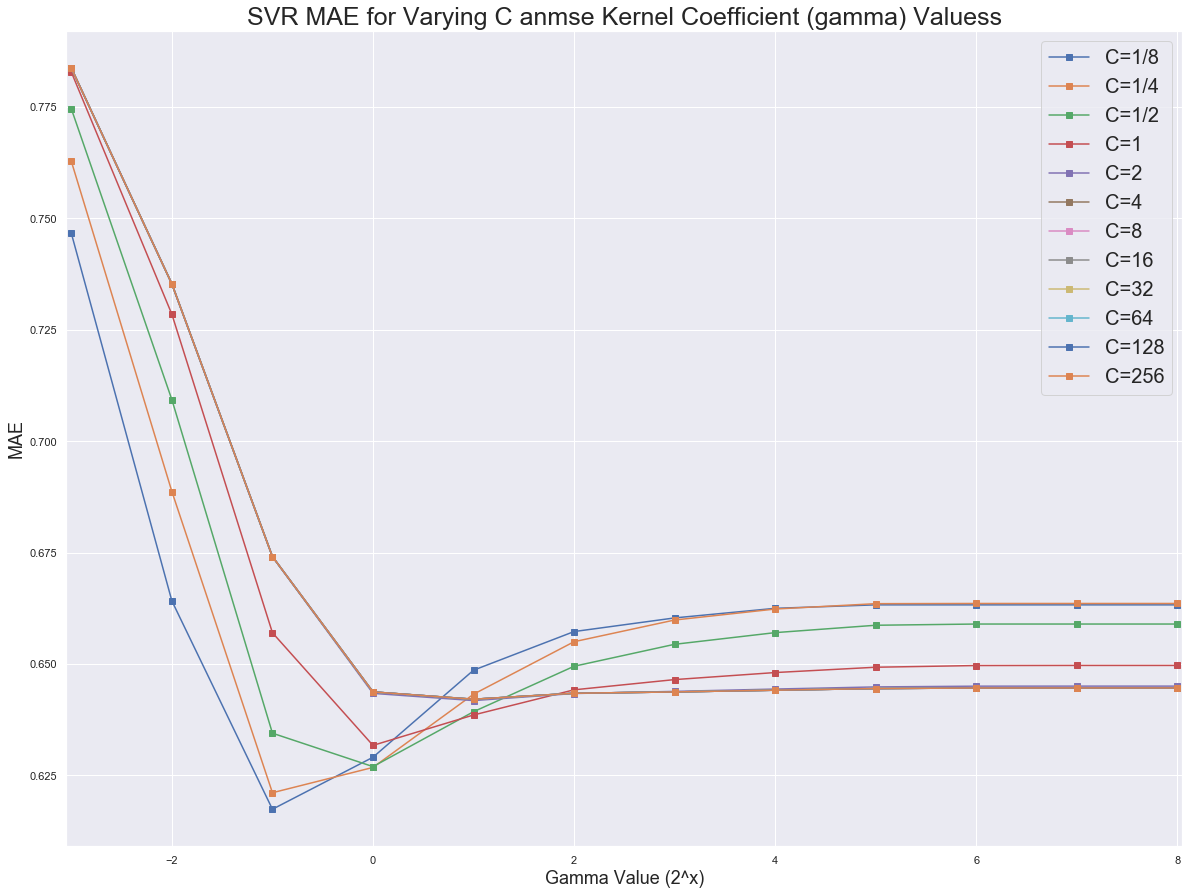 SVR MAE for Varying C anmse Kernel Coefficient (gamma) Valuess
C=1/8
C=1/4
C=1/2
C=1
C=2
C=4
C=8
C=16
C=32
C=64
C=128
C=256
MAE
0.775
0.750
0.725
0.700
0.675
0.650
0.625
−2
0
2
4
6
8
Gamma Value (2^x)